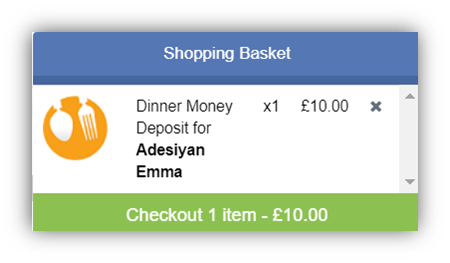 Shopping Basket
Dinner Money x1 £10.00 ✖
Deposit for
Adesiyan
Emma
Checkout 1 item - £10.00